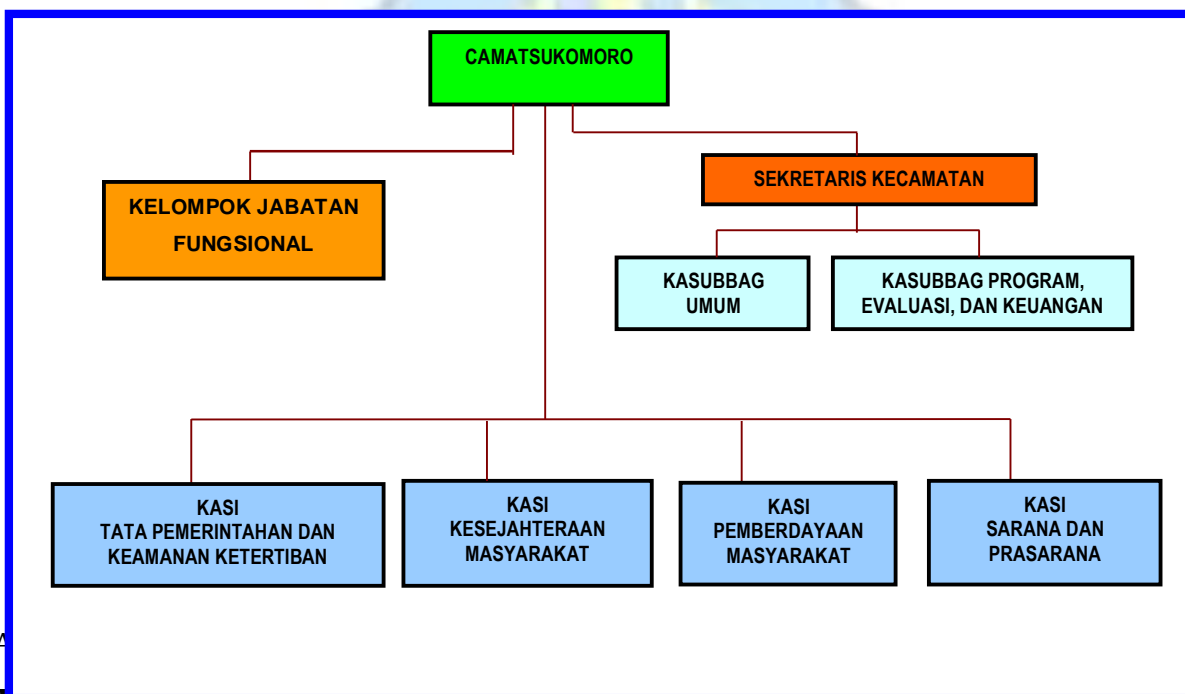 CAMATSUKOMORO
SEKRETARIS KECAMATAN
KELOMPOK JABATAN
FUNGSIONAL
KASUBBAG
UMUM
KASUBBAG PROGRAM,
EVALUASI, DAN KEUANGAN
KASI
TATA PEMERINTAHAN DAN
KEAMANAN KETERTIBAN
KASI
KESEJAHTERAAN
MASYARAKAT
KASI
PEMBERDAYAAN
MASYARAKAT
KASI
SARANA DAN
PRASARANA